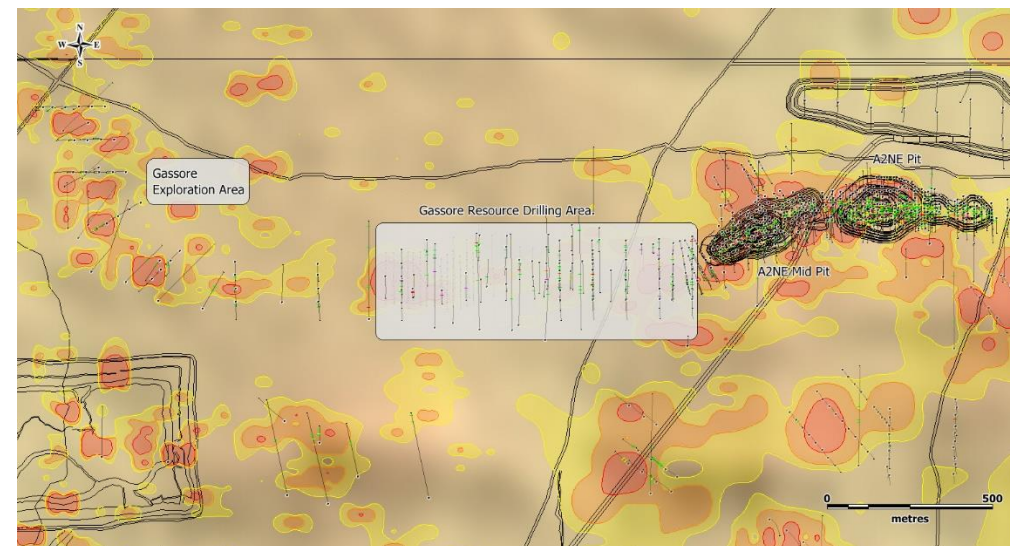 N
W E
S
A2NE Pit
Gassore
Exploration Area
Gassore Resource Drilling Area
A2NE Mid Pit
0 500
metres